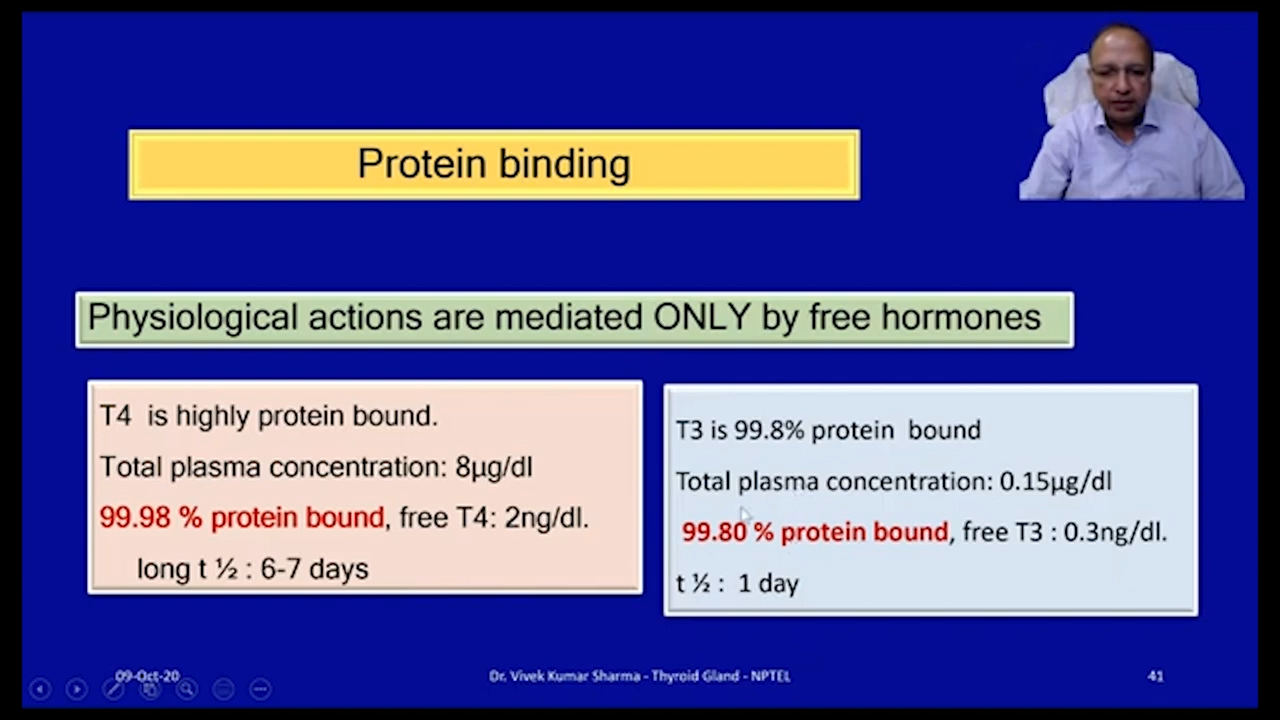 Protein binding
Physiological actions are mediated ONLY by free hormones
T4 is highly protein bound.
Total plasma concentration: 8µg/dl
99.98 % protein bound, free T4: 2ng/dl.
long t ½ : 6-7 days
T3 is 99.8% protein bound
Total plasma concentration: 0.15µg/dl
99.80 % protein bound, free T3 : 0.3ng/dl.
t ½ : 1 day
09-Oct-20
Dr. Vivek Kumar Sharma - Thyroid Gland - NPTEL
41